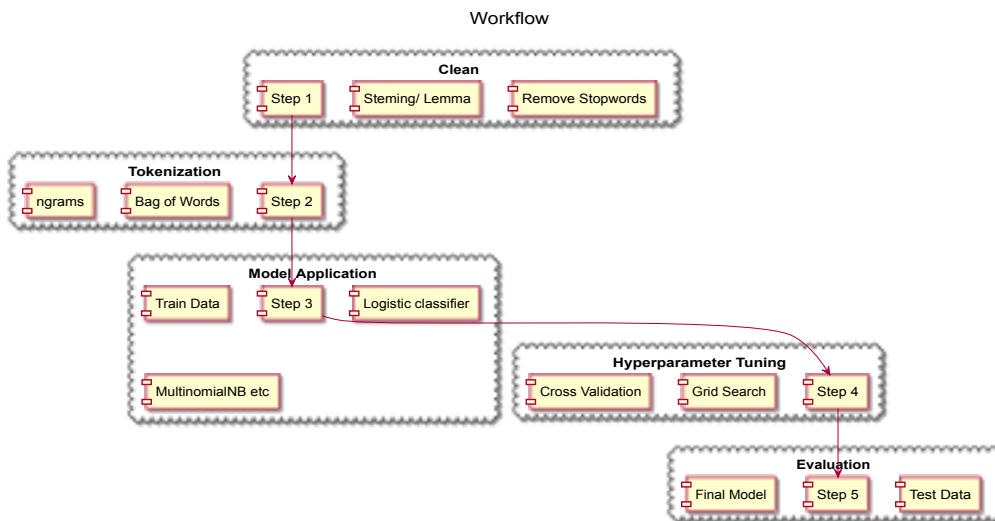 Workflow
Clean
Step 1
Steming/ Lemma
Remove Stopwords
Tokenization
ngrams
Bag of Words
Step 2
Model Application
Train Data
Step 3
Logistic classifier
MultinomialNB etc
Hyperparameter Tuning
Cross Validation
Grid Search
Step 4
Evaluation
Final Model
Step 5
Test Data